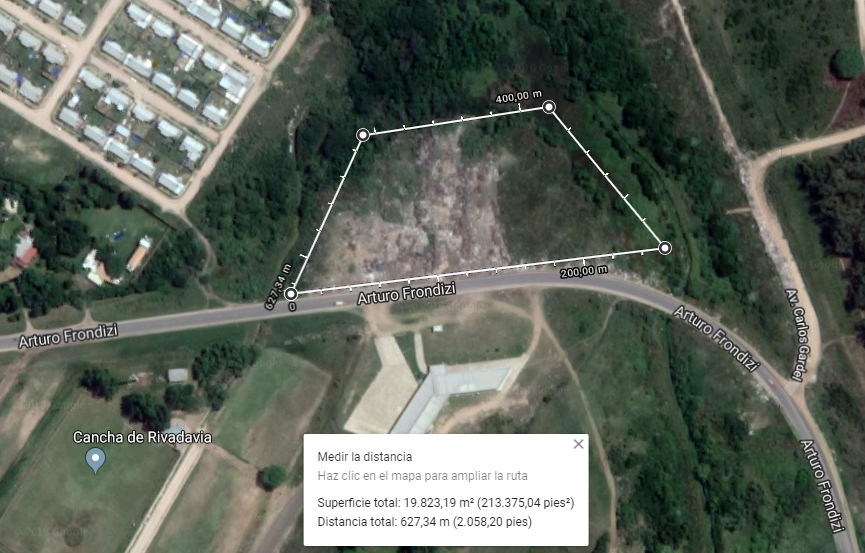 400,00 m
627,34 m
0
200,00 m
Arturo Frondizi
Arturo Frondizi
Arturo Frondizi
Av. Carlos Gardel
Arturo Frondizi
Cancha de Rivadavia
Medir la distancia
Haz clic en el mapa para ampliar la ruta
Superficie total: 19.823,19 m² (213.375,04 pies²)
Distancia total: 627,34 m (2.058,20 pies)